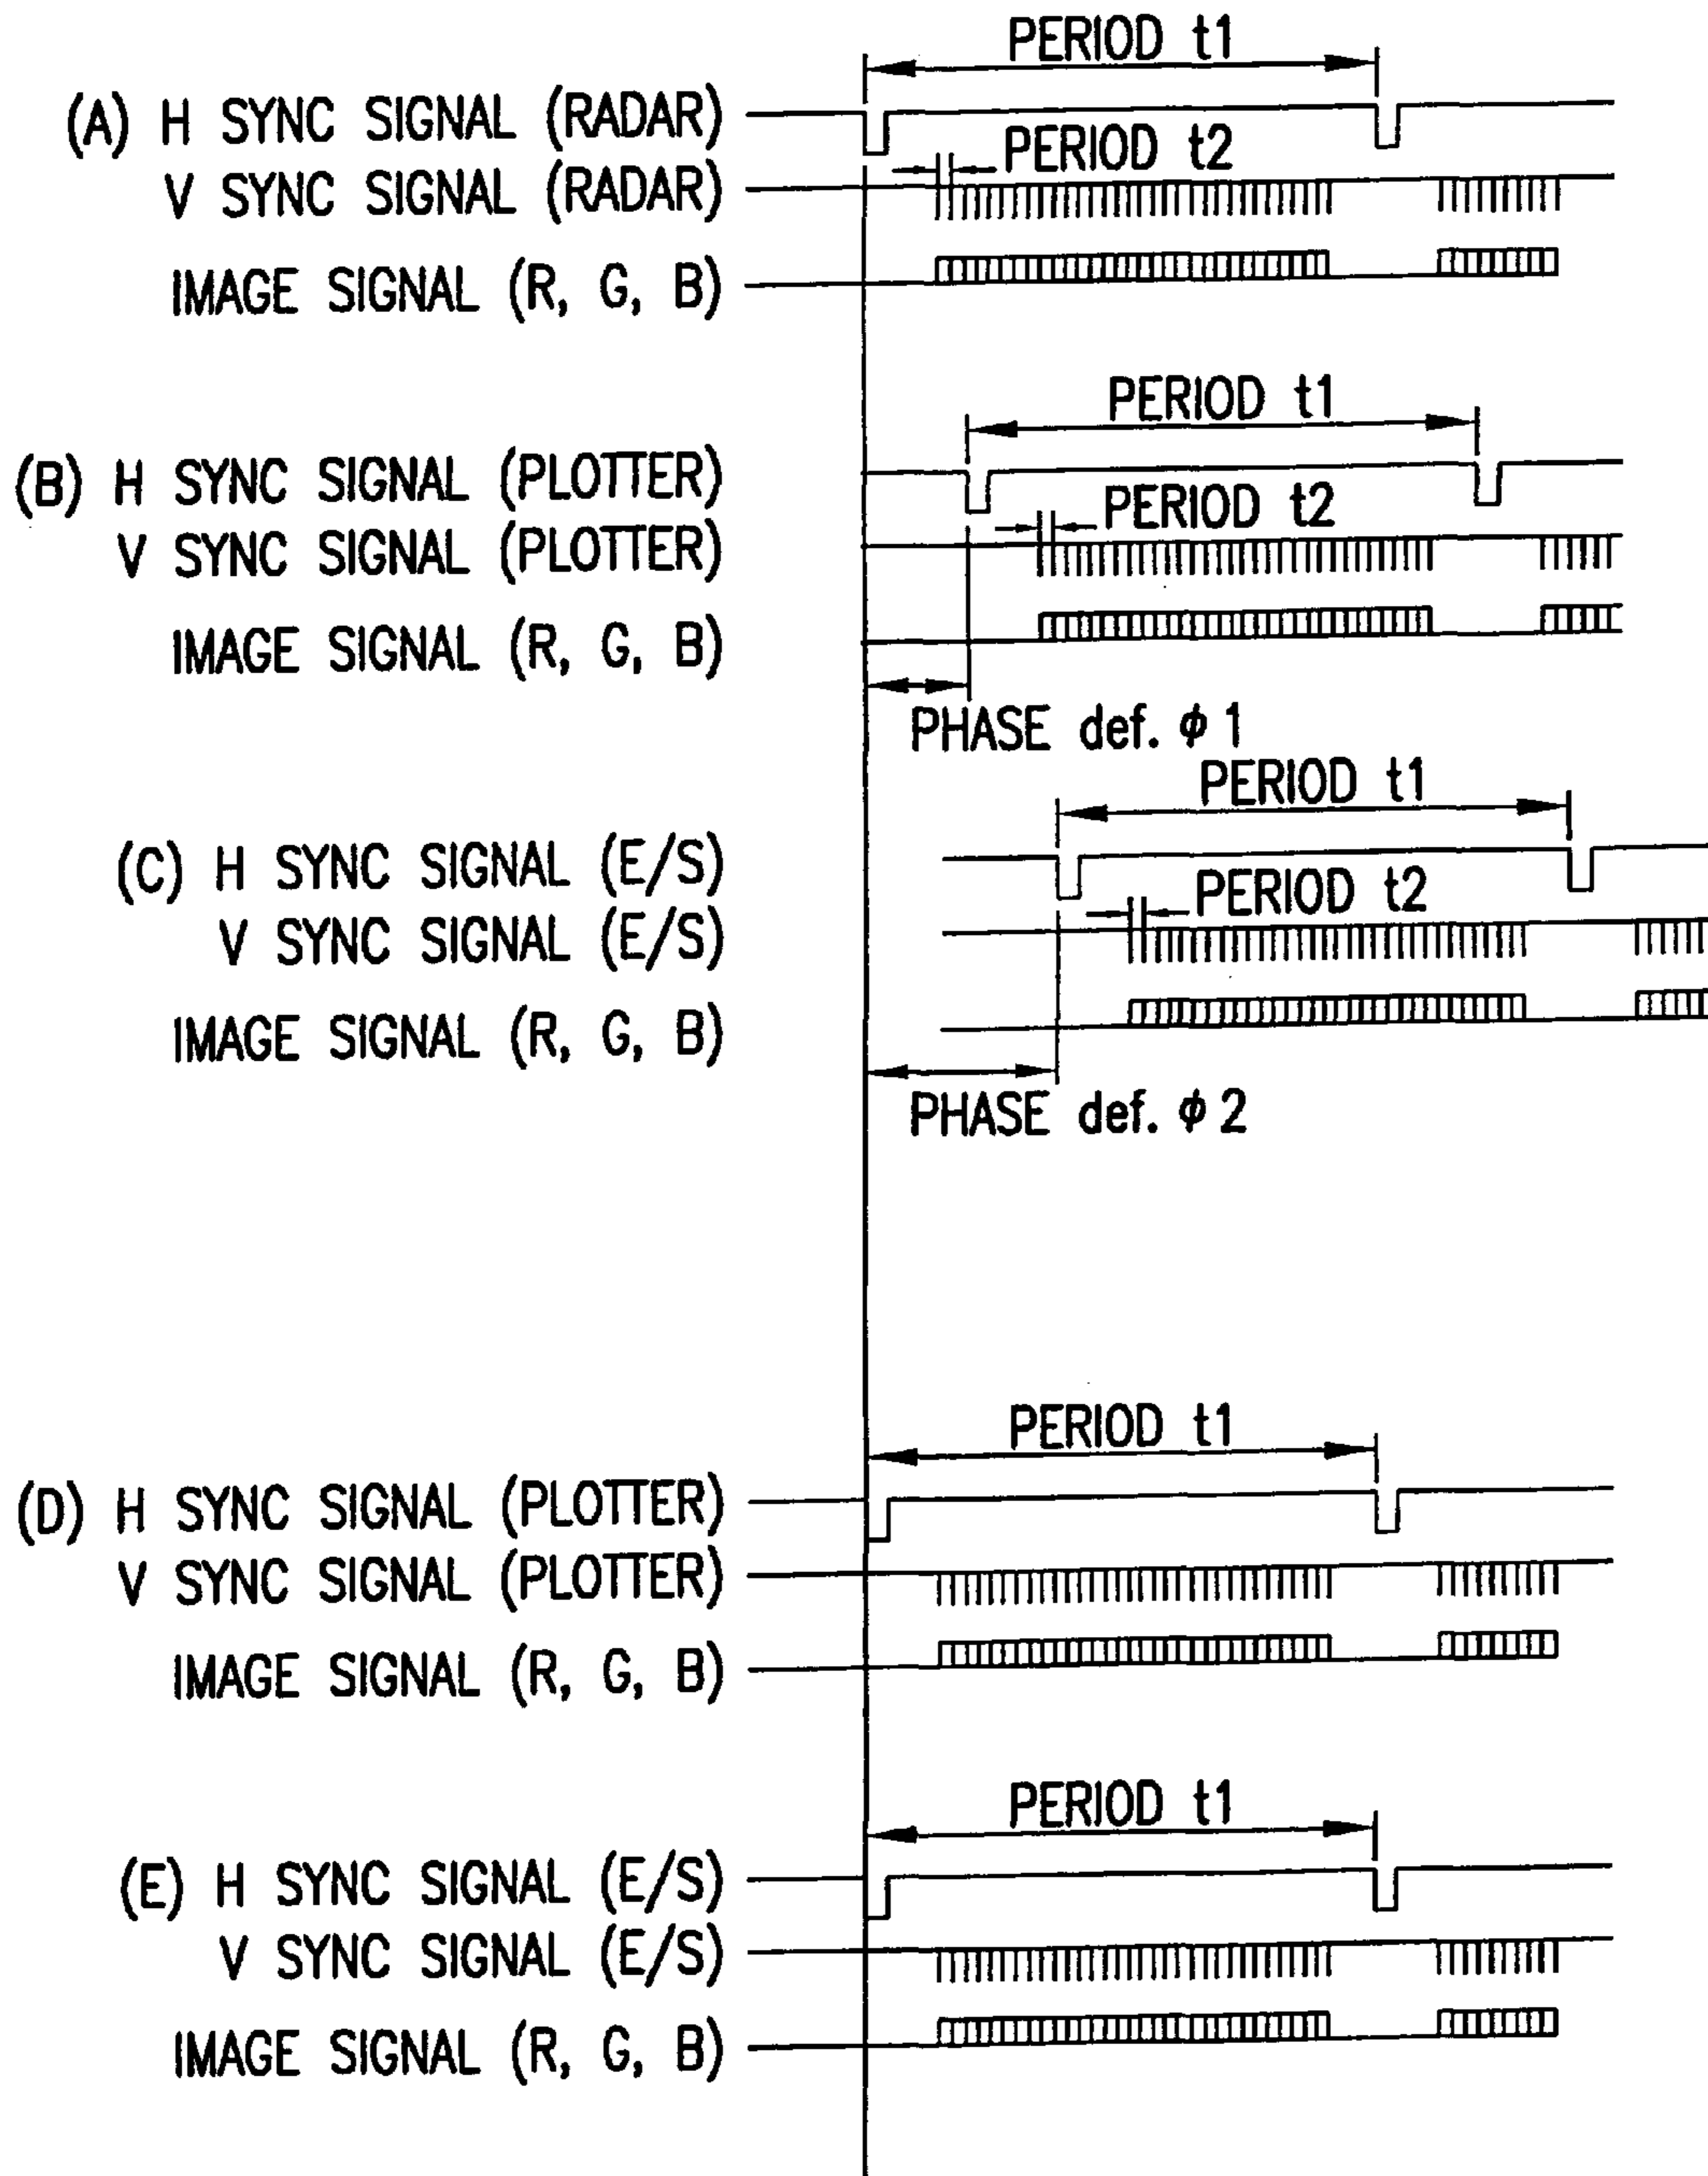 PERIOD t1
(A) H SYNC SIGNAL (RADAR)
PERIOD t2
V SYNC SIGNAL (RADAR)
IMAGE SIGNAL (R, G, B)
PERIOD t1
(B) H SYNC SIGNAL (PLOTTER)
PERIOD t2
V SYNC SIGNAL (PLOTTER)
IMAGE SIGNAL (R, G, B)
PHASE def. ϕ 1
PERIOD t1
(C) H SYNC SIGNAL (E/S)
PERIOD t2
V SYNC SIGNAL (E/S)
IMAGE SIGNAL (R, G, B)
PHASE def. ϕ 2
PERIOD t1
(D) H SYNC SIGNAL (PLOTTER)
V SYNC SIGNAL (PLOTTER)
IMAGE SIGNAL (R, G, B)
PERIOD t1
(E) H SYNC SIGNAL (E/S)
V SYNC SIGNAL (E/S)
IMAGE SIGNAL (R, G, B)